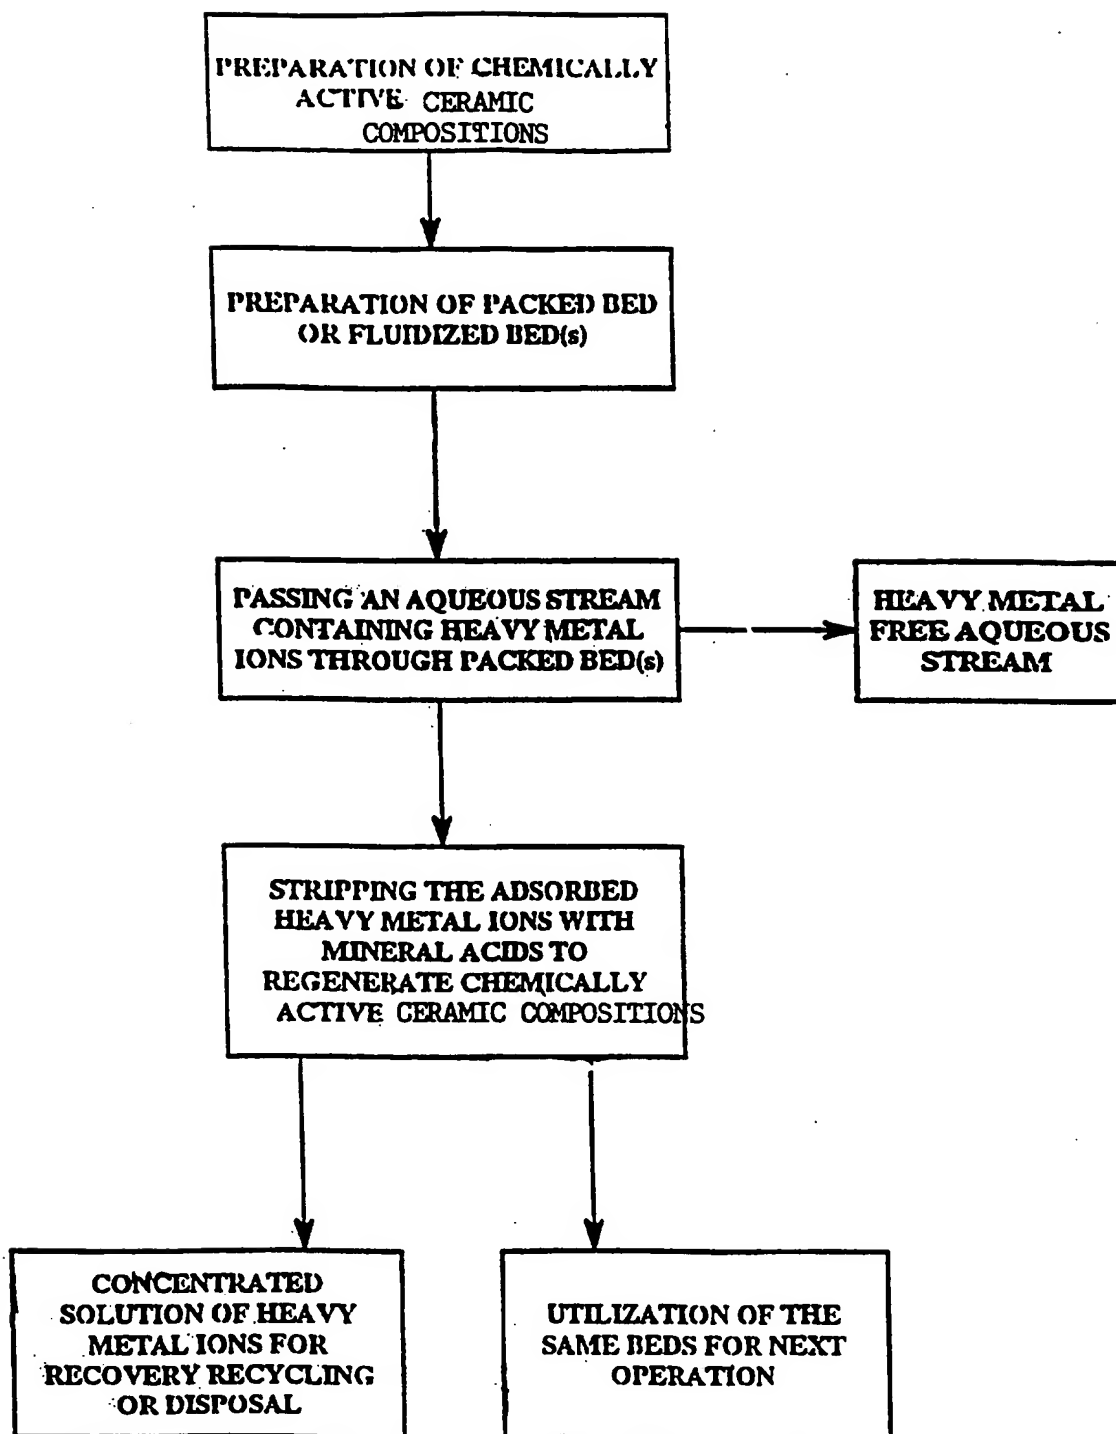 PREPARATION OF CHEMICALLY
ACTIVE CERAMIC
COMPOSITIONS
PREPARATION OF PACKED BED
OR FLUIDIZED BED(s)
PASSING AN AQUEOUS STREAM
CONTAINING HEAVY METAL
IONS THROUGH PACKED BED(s)
HEAVY METAL
FREE AQUEOUS
STREAM
STRIPPING THE ADSORBED
HEAVY METAL IONS WITH
MINERAL ACIDS TO
REGENERATE CHEMICALLY
ACTIVE CERAMIC COMPOSITIONS
CONCENTRATED
SOLUTION OF HEAVY
METAL IONS FOR
RECOVERY RECYCLING
OR DISPOSAL
UTILIZATION OF THE
SAME BEDS FOR NEXT
OPERATION